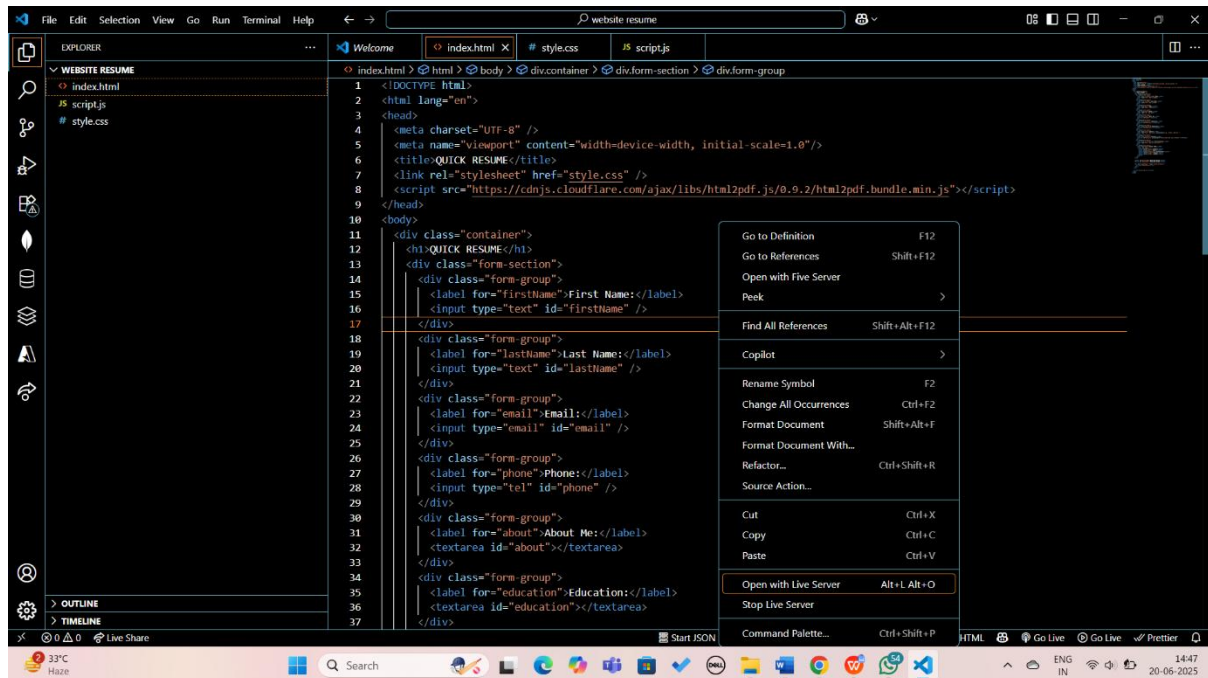 File Edit Selection View Go Run Terminal Help
website resume
EXPLORER
WEBSITE RESUME
index.html
JS script.js
# style.css
OUTLINE
TIMELINE
Welcome
index.html
# style.css
JS script.js
index.html > html > body > div.container > div.form-section > div.form-group
1 <!DOCTYPE html>
2 <html lang="en">
3 <head>
4 <meta charset="UTF-8" />
5 <meta name="viewport" content="width=device-width, initial-scale=1.0"/>
6 <title>QUICK RESUME</title>
7 <link rel="stylesheet" href="style.css" />
8 <script src="https://cdnjs.cloudflare.com/ajax/libs/html2pdf.js/0.9.2/html2pdf.bundle.min.js"></script>
9 </head>
10 <body>
11 <div class="container">
12 <h1>QUICK RESUME</h1>
13 <div class="form-section">
14 <div class="form-group">
15 <label for="firstName">First Name:</label>
16 <input type="text" id="firstName" />
17 </div>
18 <div class="form-group">
19 <label for="lastName">Last Name:</label>
20 <input type="text" id="lastName" />
21 </div>
22 <div class="form-group">
23 <label for="email">Email:</label>
24 <input type="email" id="email" />
25 </div>
26 <div class="form-group">
27 <label for="phone">Phone:</label>
28 <input type="tel" id="phone" />
29 </div>
30 <div class="form-group">
31 <label for="about">About Me:</label>
32 <textarea id="about"></textarea>
33 </div>
34 <div class="form-group">
35 <label for="education">Education:</label>
36 <textarea id="education"></textarea>
37 </div>
Go to Definition F12
Go to References Shift+F12
Open with Five Server
Peek
Find All References Shift+Alt+F12
Copilot
Rename Symbol F2
Change All Occurrences Ctrl+F2
Format Document Shift+Alt+F
Format Document With...
Refactor... Ctrl+Shift+R
Source Action...
Cut Ctrl+X
Copy Ctrl+C
Paste Ctrl+V
Open with Live Server Alt+L Alt+O
Stop Live Server
Command Palette... Ctrl+Shift+P
0 0 Live Share
Start JSON
HTML
Go Live
Go Live
Prettier
2
33°C
Haze
Search
DELL
54
ENG
IN
14:47
20-06-2025